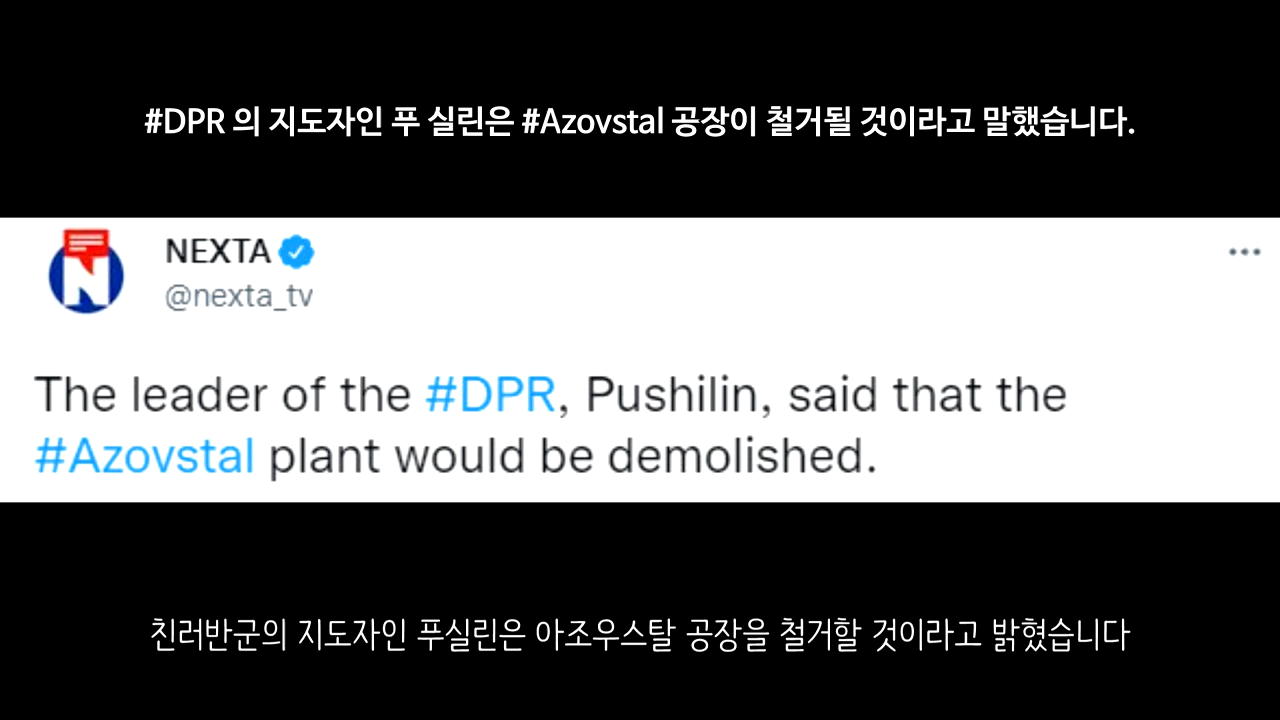 #DPR 의 지도자인 푸 실린은 #Azovstal 공장이 철거될 것이라고 말했습니다.
NEXTA
@nexta_tv
The leader of the #DPR, Pushilin, said that the
#Azovstal plant would be demolished.
친러반군의 지도자인 푸실린은 아조우스탈 공장을 철거할 것이라고 밝혔습니다